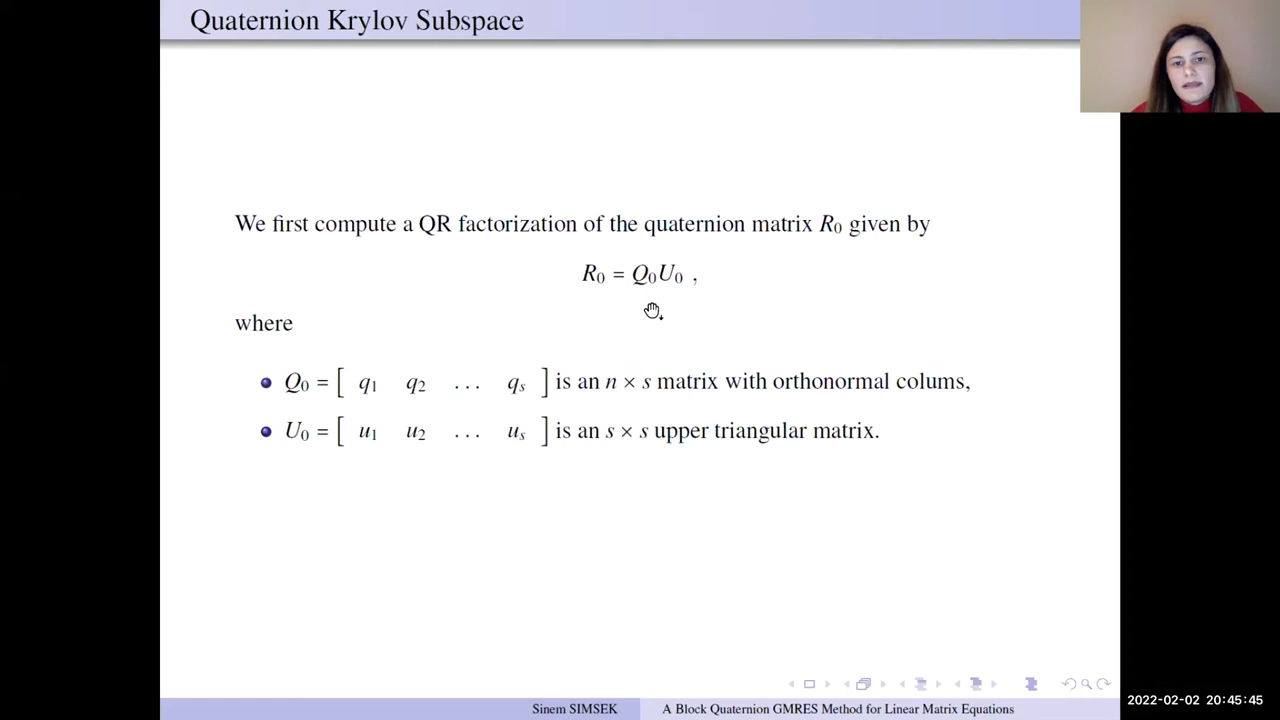 Quaternion Krylov Subspace
We first compute a QR factorization of the quaternion matrix R₀ given by
R₀ = Q₀U₀ ,
where
Q₀ = [ q₁ q₂ … qₛ ] is an n × s matrix with orthonormal colums,
U₀ = [ u₁ u₂ … uₛ ] is an s × s upper triangular matrix.
Sinem SIMSEK A Block Quaternion GMRES Method for Linear Matrix Equations
2022-02-02 20:45:45